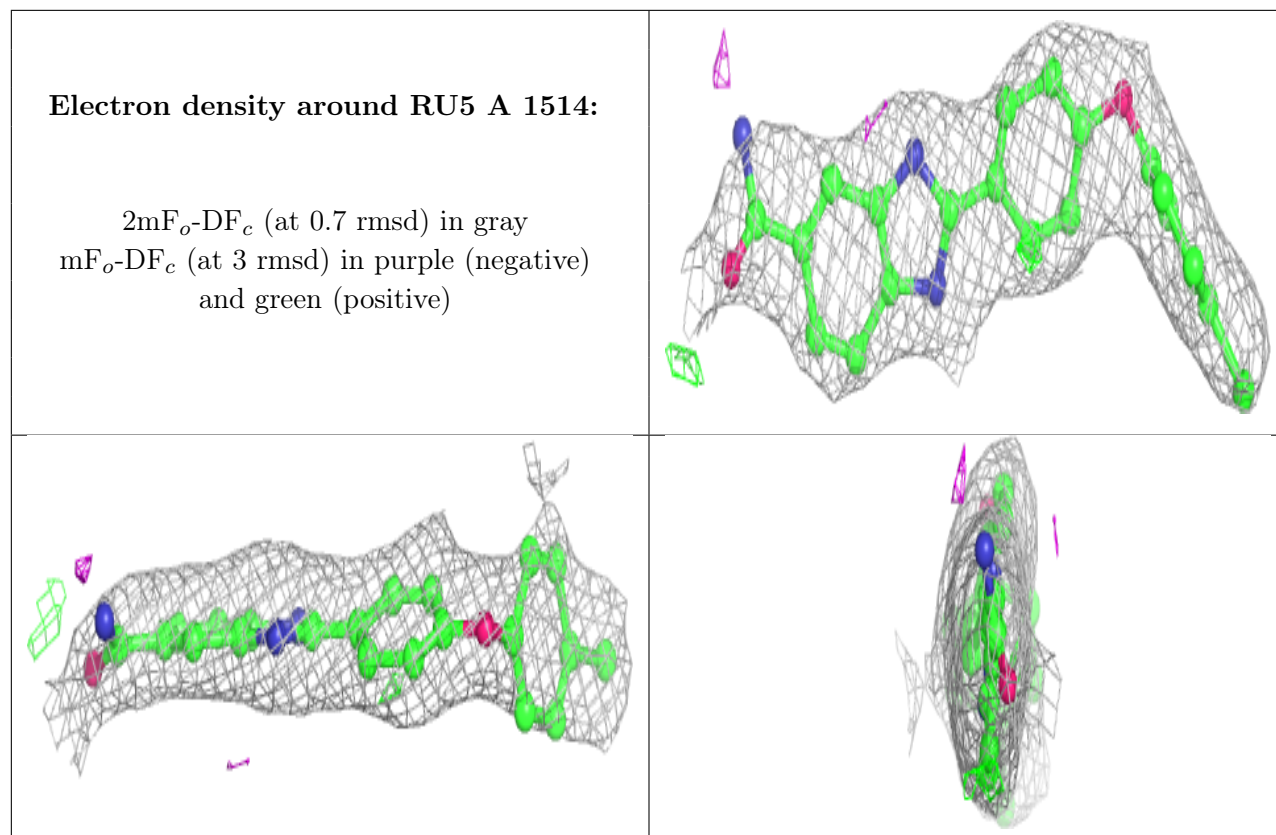 Electron density around RU5 A 1514:
2mFo-DFc (at 0.7 rmsd) in gray
mFo-DFc (at 3 rmsd) in purple (negative)
and green (positive)